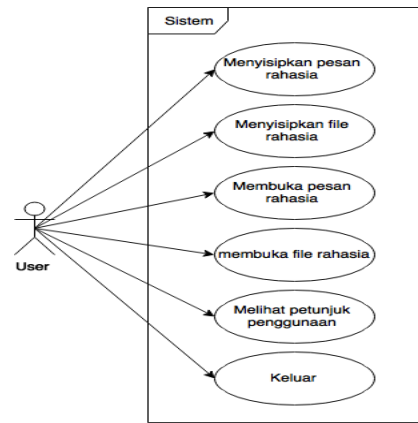 Sistem
Menyisipkan pesan
rahasia
Menyisipkan file
rahasia
Membuka pesan
rahasia
membuka file rahasia
Melihat petunjuk
penggunaan
Keluar
User